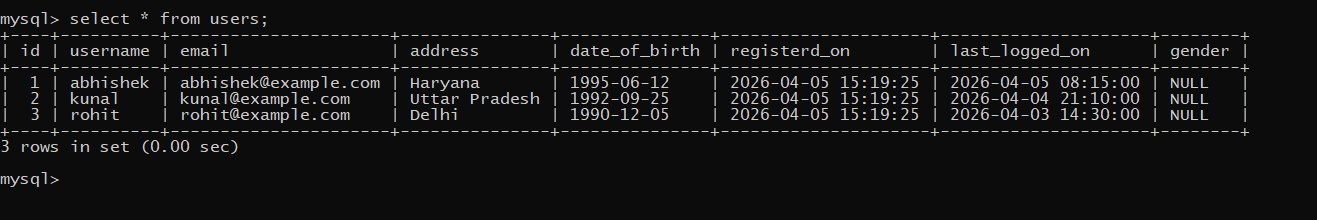 mysql> select * from users;
+----+----------+----------------------+---------------+---------------+---------------------+---------------------+--------+
| id | username | email                | address       | date_of_birth | registerd_on        | last_logged_on      | gender |
+----+----------+----------------------+---------------+---------------+---------------------+---------------------+--------+
|  1 | abhishek | abhishek@example.com | Haryana       | 1995-06-12    | 2026-04-05 15:19:25 | 2026-04-05 08:15:00 | NULL   |
|  2 | kunal    | kunal@example.com    | Uttar Pradesh | 1992-09-25    | 2026-04-05 15:19:25 | 2026-04-04 21:10:00 | NULL   |
|  3 | rohit    | rohit@example.com    | Delhi         | 1990-12-05    | 2026-04-05 15:19:25 | 2026-04-03 14:30:00 | NULL   |
+----+----------+----------------------+---------------+---------------+---------------------+---------------------+--------+
3 rows in set (0.00 sec)
mysql>